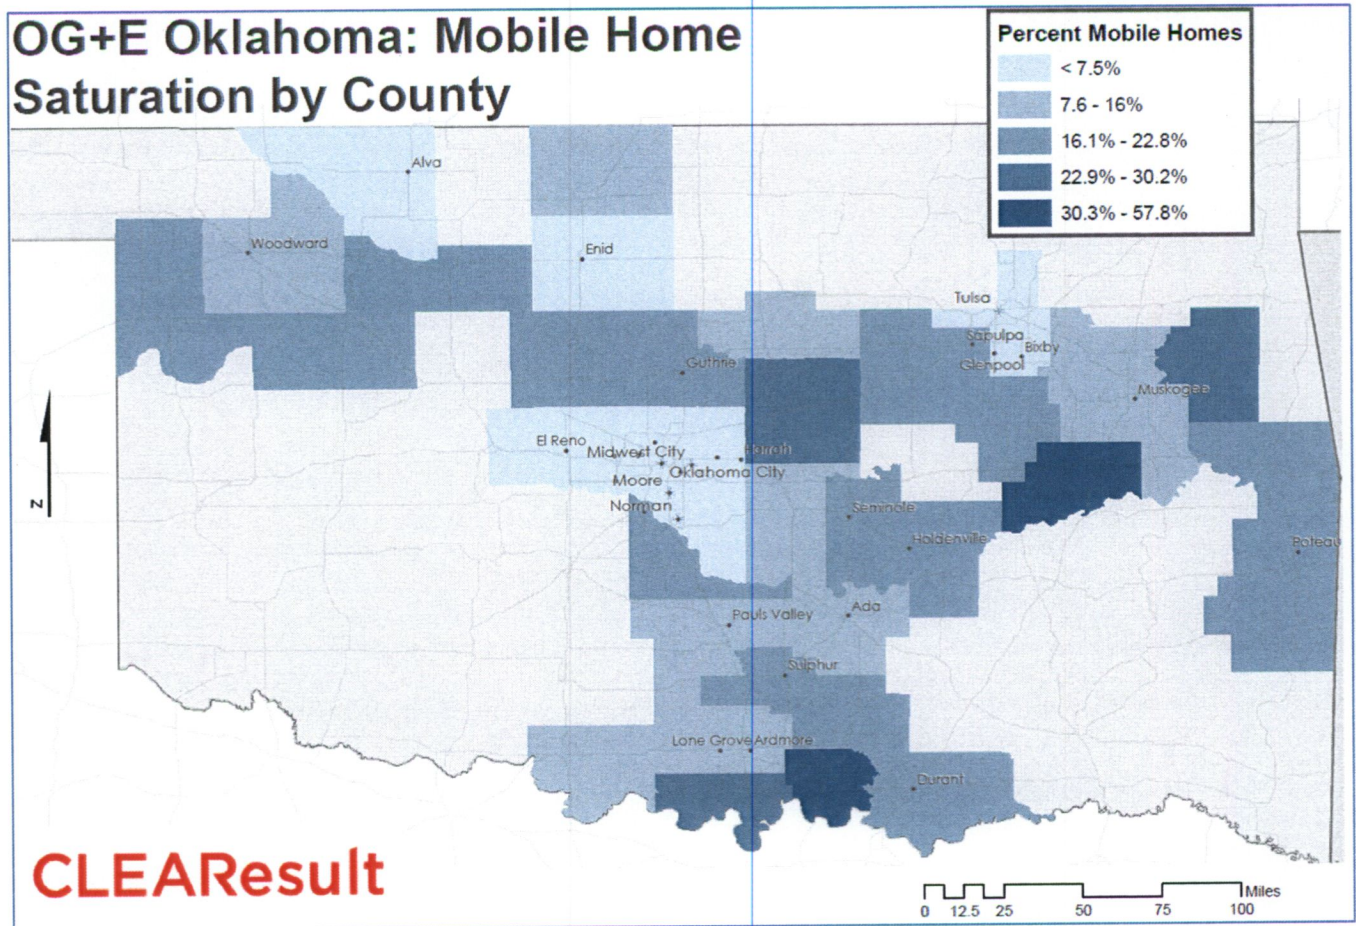 OG+E Oklahoma: Mobile Home
Saturation by County
Percent Mobile Homes
< 7.5%
7.6 - 16%
16.1% - 22.8%
22.9% - 30.2%
30.3% - 57.8%
Alva
Woodward
Enid
Tulsa
Sapulpa
Bixby
Glenpool
Guthrie
Muskogee
El Reno
Midwest City
Harrah
Oklahoma City
Moore
Norman
Seminole
Holdenville
Poteau
Pauls Valley
Ada
Sulphur
Lone Grove
Ardmore
Durant
N
CLEAResult
Miles
0 12.5 25 50 75 100